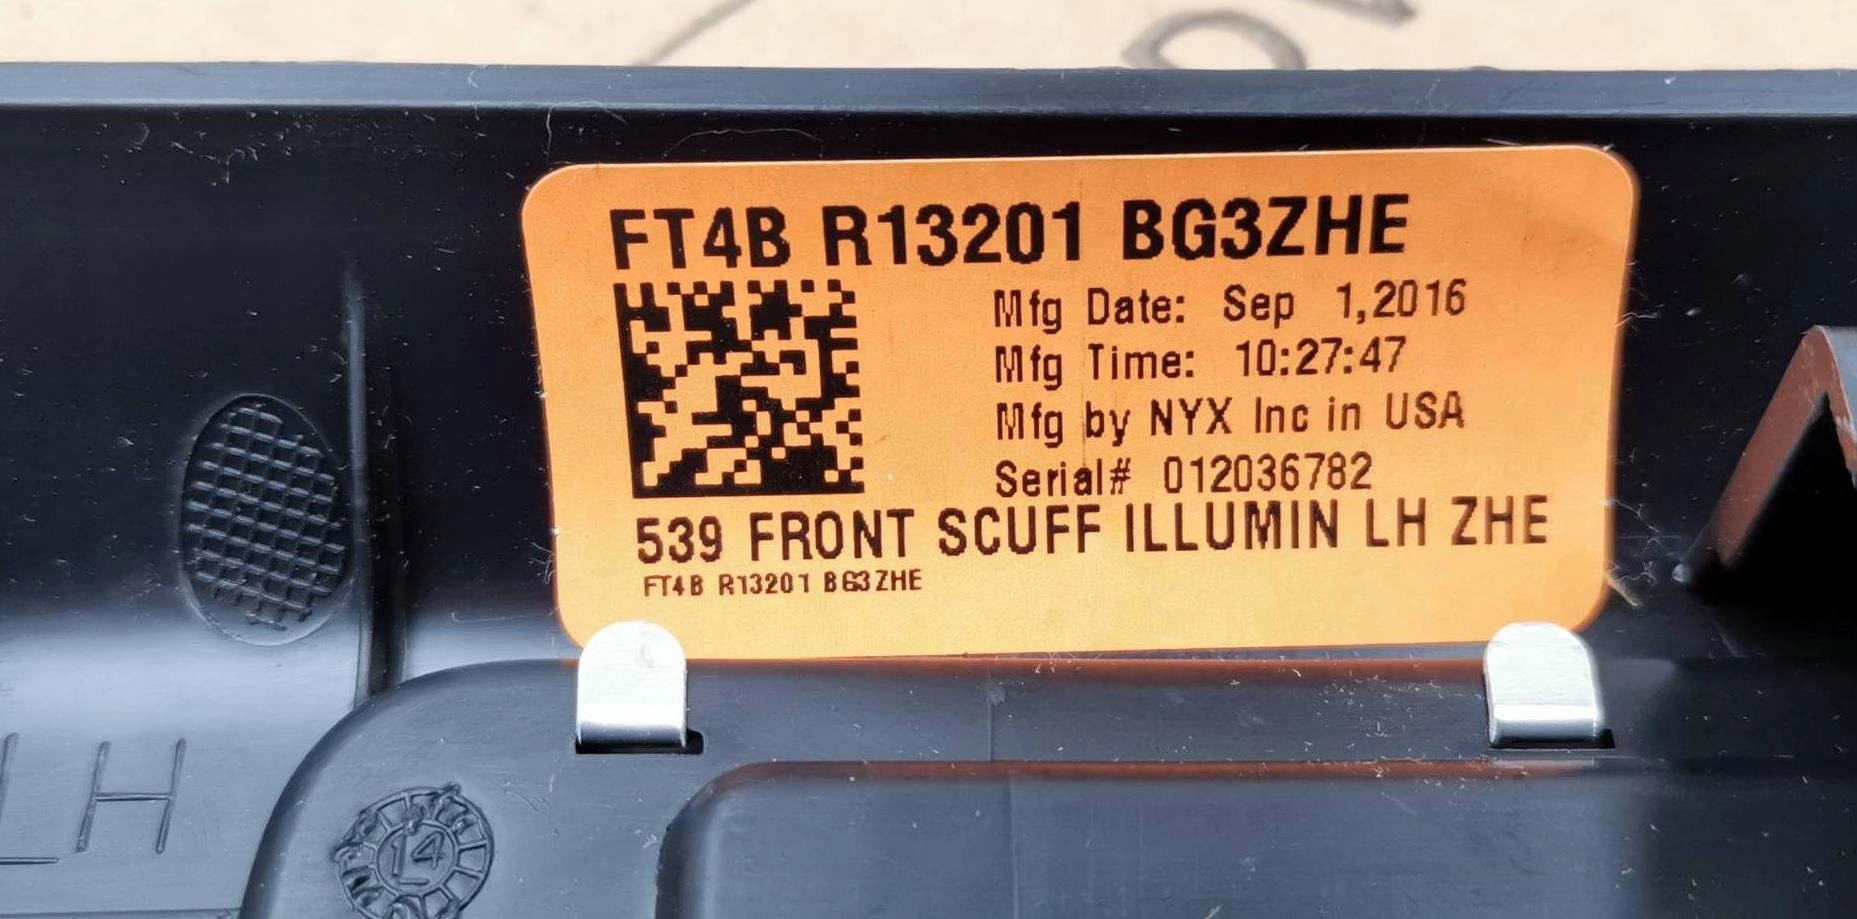 FT4B R13201 BG3ZHE
Mfg Date: Sep 1,2016
Mfg Time: 10:27:47
Mfg by NYX Inc in USA
Serial# 012036782
539 FRONT SCUFF ILLUMIN LH ZHE
FT4B R13201 BG3ZHE
LH
14